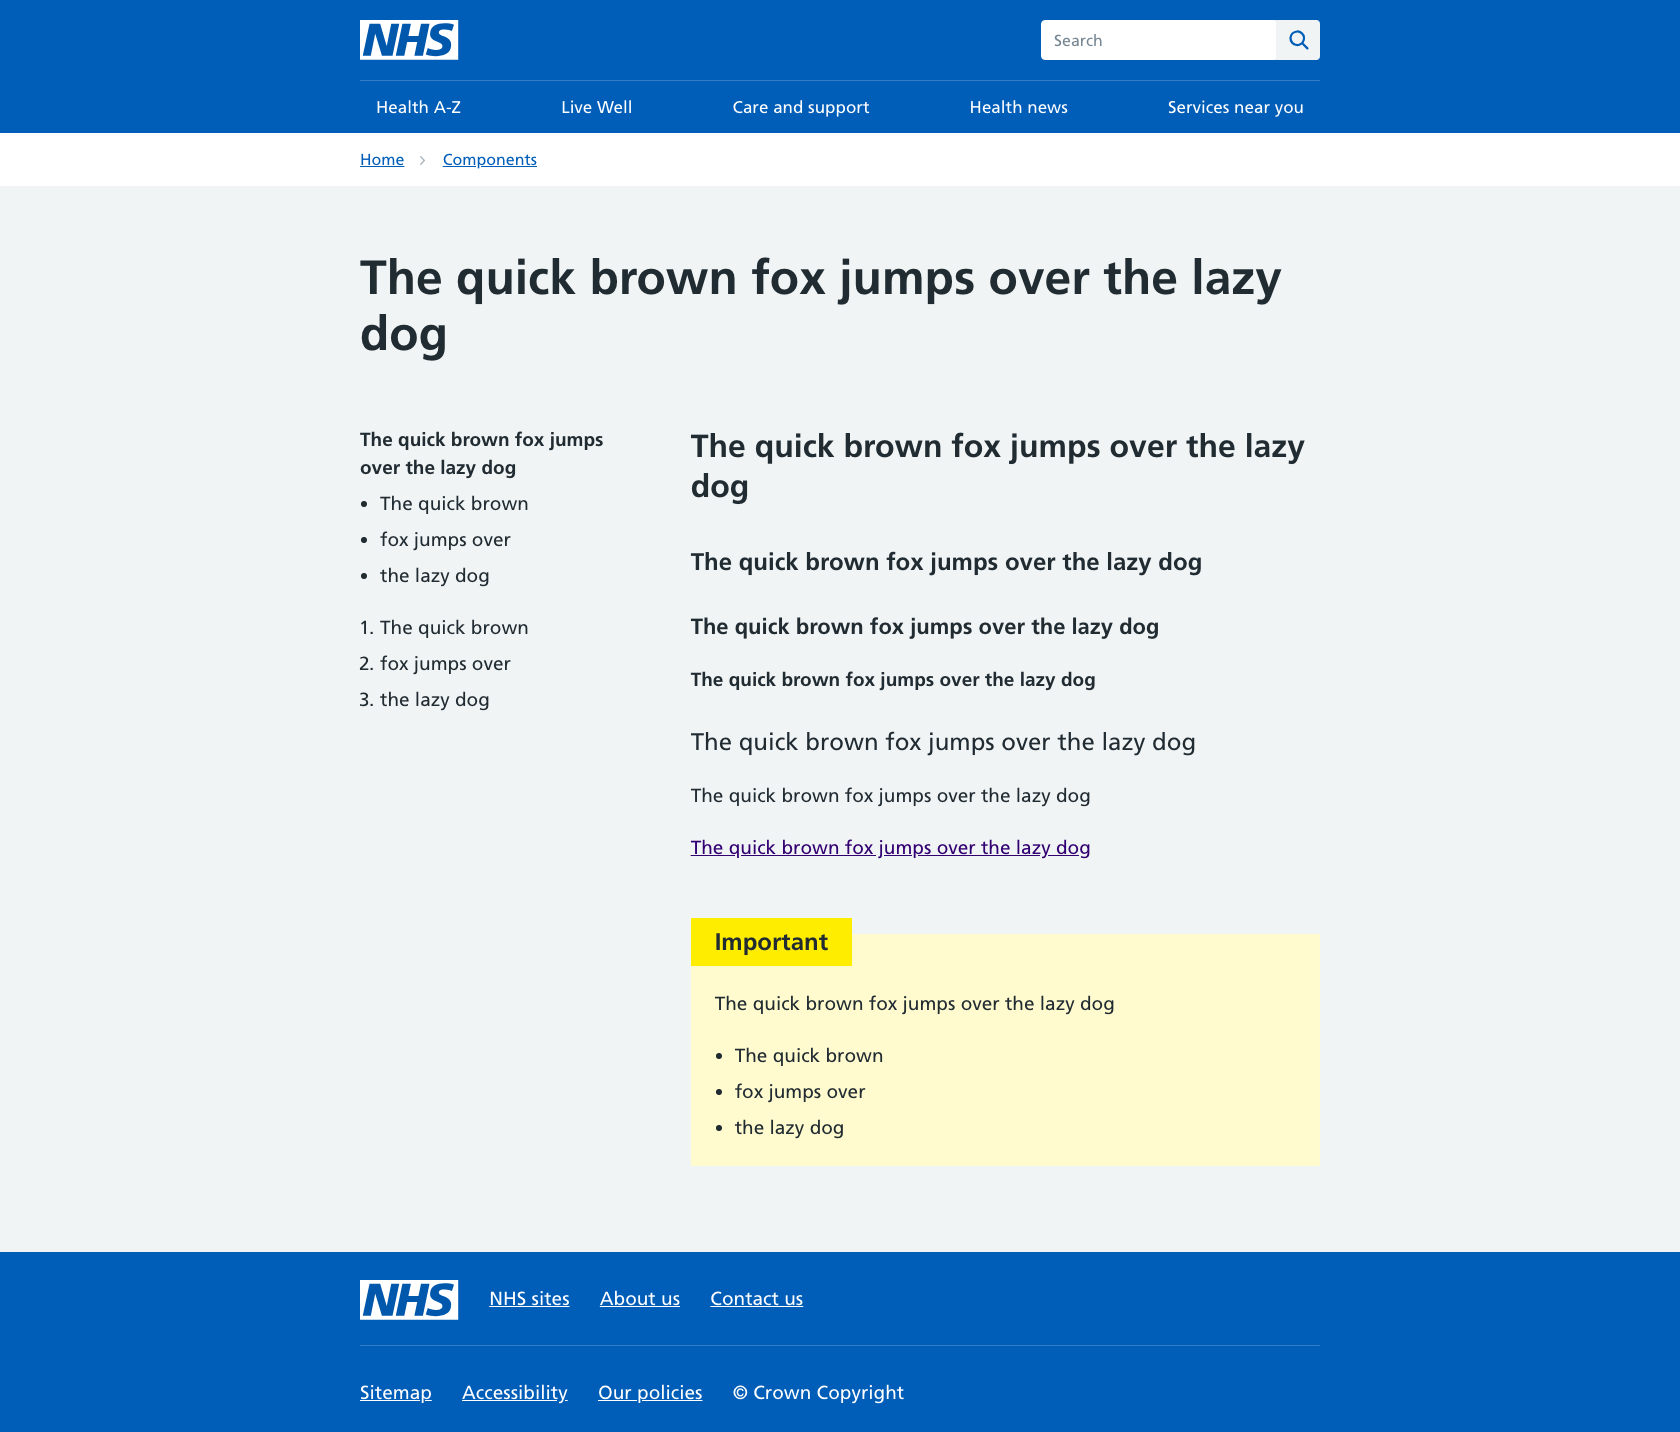 NHS
Search
Health A-Z
Live Well
Care and support
Health news
Services near you
Home
Components
The quick brown fox jumps over the lazy
dog
The quick brown fox jumps
over the lazy dog
• The quick brown
• fox jumps over
• the lazy dog
1. The quick brown
2. fox jumps over
3. the lazy dog
The quick brown fox jumps over the lazy
dog
The quick brown fox jumps over the lazy dog
The quick brown fox jumps over the lazy dog
The quick brown fox jumps over the lazy dog
The quick brown fox jumps over the lazy dog
The quick brown fox jumps over the lazy dog
The quick brown fox jumps over the lazy dog
Important
The quick brown fox jumps over the lazy dog
• The quick brown
• fox jumps over
• the lazy dog
NHS
NHS sites
About us
Contact us
Sitemap
Accessibility
Our policies
© Crown Copyright